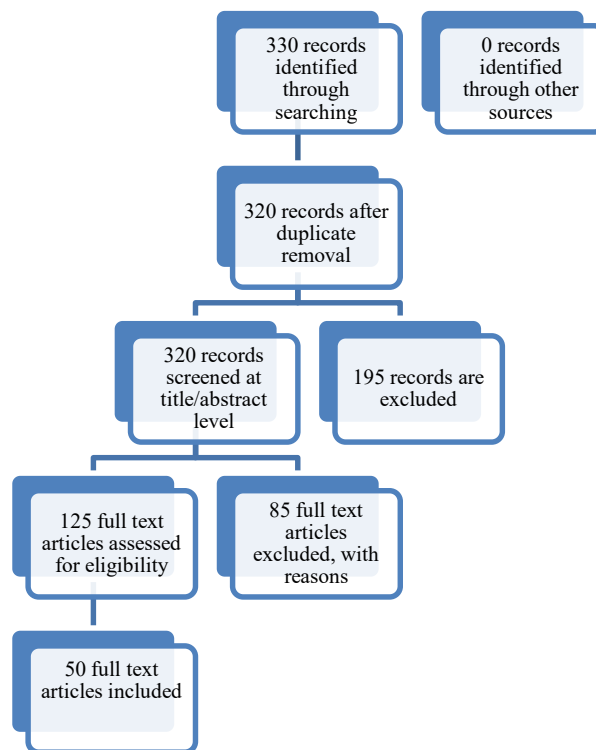 330 records
identified
through
searching
0 records
identified
through other
sources
320 records after
duplicate
removal
320 records
screened at
title/abstract
level
195 records are
excluded
125 full text
articles assessed
for eligibility
85 full text
articles
excluded, with
reasons
50 full text
articles included